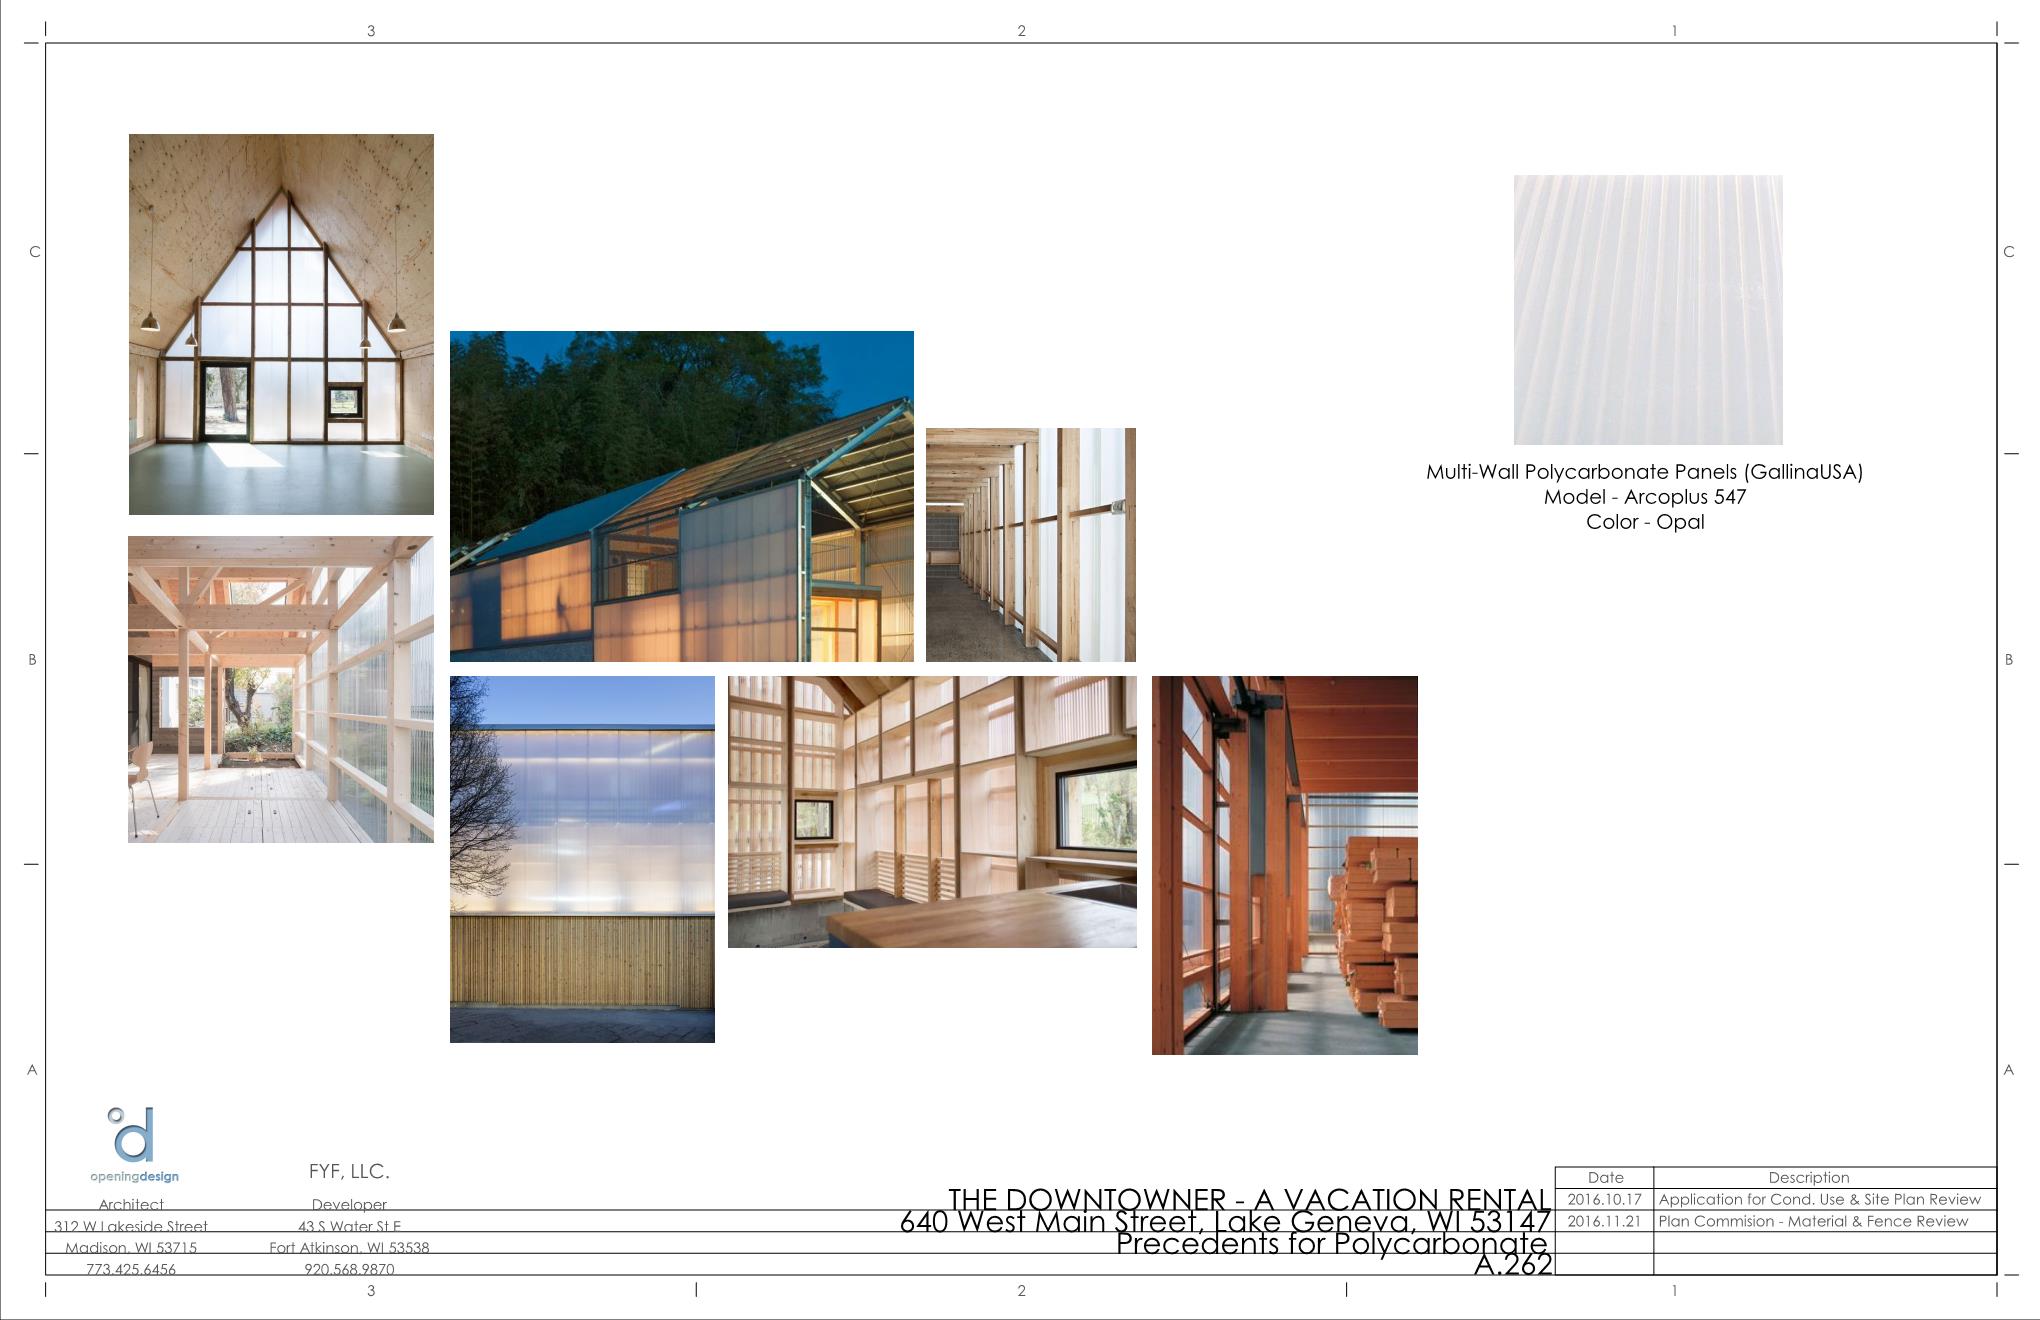 3 2 1
C C
Multi-Wall Polycarbonate Panels (GallinaUSA)
Model - Arcoplus 547
Color - Opal
B B
A A
openingdesign
Architect
312 W Lakeside Street
Madison, WI 53715
773.425.6456
FYF, LLC.
Developer
43 S Water St E
Fort Atkinson, WI 53538
920.568.9870
THE DOWNTOWNER - A VACATION RENTAL
640 West Main Street, Lake Geneva, WI 53147
Precedents for Polycarbonate
A.262
Date Description
2016.10.17 Application for Cond. Use & Site Plan Review
2016.11.21 Plan Commision - Material & Fence Review
3 2 1